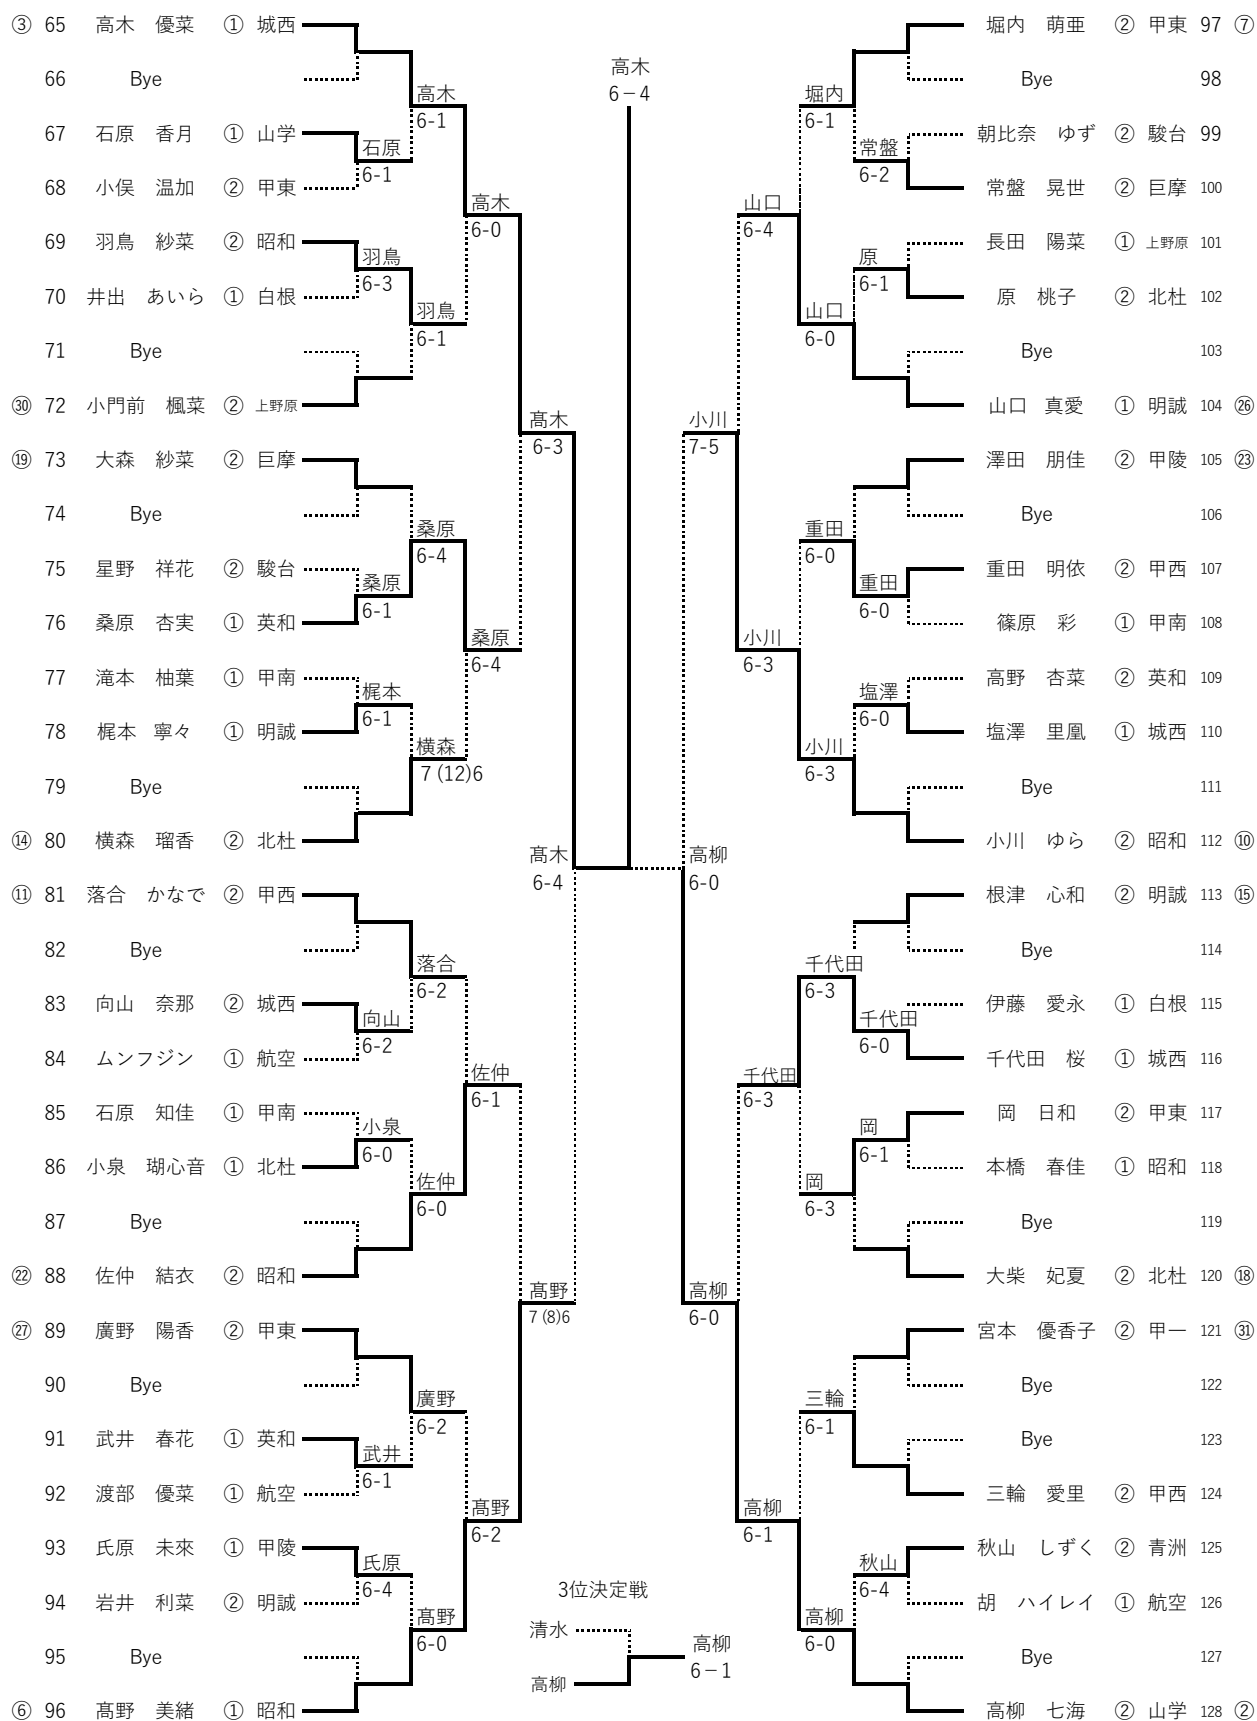 ③ 65 高木　優菜 ① 城西
66 Bye
67 石原　香月 ① 山学
68 小俣　温加 ② 甲東
69 羽鳥　紗菜 ② 昭和
70 井出　あいら ① 白根
71 Bye
㉚ 72 小門前　楓菜 ② 上野原
⑲ 73 大森　紗菜 ② 巨摩
74 Bye
75 星野　祥花 ② 駿台
76 桑原　杏実 ① 英和
77 滝本　柚葉 ① 甲南
78 梶本　寧々 ① 明誠
79 Bye
⑭ 80 横森　瑠香 ② 北杜
⑪ 81 落合　かなで ② 甲西
82 Bye
83 向山　奈那 ② 城西
84 ムンフジン ① 航空
85 石原　知佳 ① 甲南
86 小泉　瑚心音 ① 北杜
87 Bye
㉒ 88 佐仲　結衣 ② 昭和
㉗ 89 廣野　陽香 ② 甲東
90 Bye
91 武井　春花 ① 英和
92 渡部　優菜 ① 航空
93 氏原　未來 ① 甲陵
94 岩井　利菜 ② 明誠
95 Bye
⑥ 96 髙野　美緒 ① 昭和
石原
6-1
羽鳥
6-3
桑原
6-1
梶本
6-1
向山
6-2
小泉
6-0
武井
6-1
氏原
6-4
高木
6-1
羽鳥
6-1
桑原
6-4
横森
7 (12)6
落合
6-2
佐仲
6-0
廣野
6-2
髙野
6-0
高木
6-0
桑原
6-4
佐仲
6-1
髙野
6-2
髙木
6-3
髙野
7 (8)6
髙木
6-4
高木
6－4
高柳
6-0
小川
7-5
高柳
6-0
山口
6-4
小川
6-3
千代田
6-3
高柳
6-1
堀内
6-1
山口
6-0
重田
6-0
小川
6-3
千代田
6-3
岡
6-3
三輪
6-1
高柳
6-0
常盤
6-2
原
6-1
重田
6-0
塩澤
6-0
千代田
6-0
岡
6-1
秋山
6-4
堀内　萌亜 ② 甲東 97 ⑦
Bye 98
朝比奈　ゆず ② 駿台 99
常盤　晃世 ② 巨摩 100
長田　陽菜 ① 上野原 101
原　桃子 ② 北杜 102
Bye 103
山口　真愛 ① 明誠 104 ㉖
澤田　朋佳 ② 甲陵 105 ㉓
Bye 106
重田　明依 ② 甲西 107
篠原　彩 ① 甲南 108
高野　杏菜 ② 英和 109
塩澤　里凰 ① 城西 110
Bye 111
小川　ゆら ② 昭和 112 ⑩
根津　心和 ② 明誠 113 ⑮
Bye 114
伊藤　愛永 ① 白根 115
千代田　桜 ① 城西 116
岡　日和 ② 甲東 117
本橋　春佳 ① 昭和 118
Bye 119
大柴　妃夏 ② 北杜 120 ⑱
宮本　優香子 ② 甲一 121 ㉛
Bye 122
Bye 123
三輪　愛里 ② 甲西 124
秋山　しずく ② 青洲 125
胡　ハイレイ ① 航空 126
Bye 127
高柳　七海 ② 山学 128 ②
3位決定戦
清水
高柳
高柳
6－1